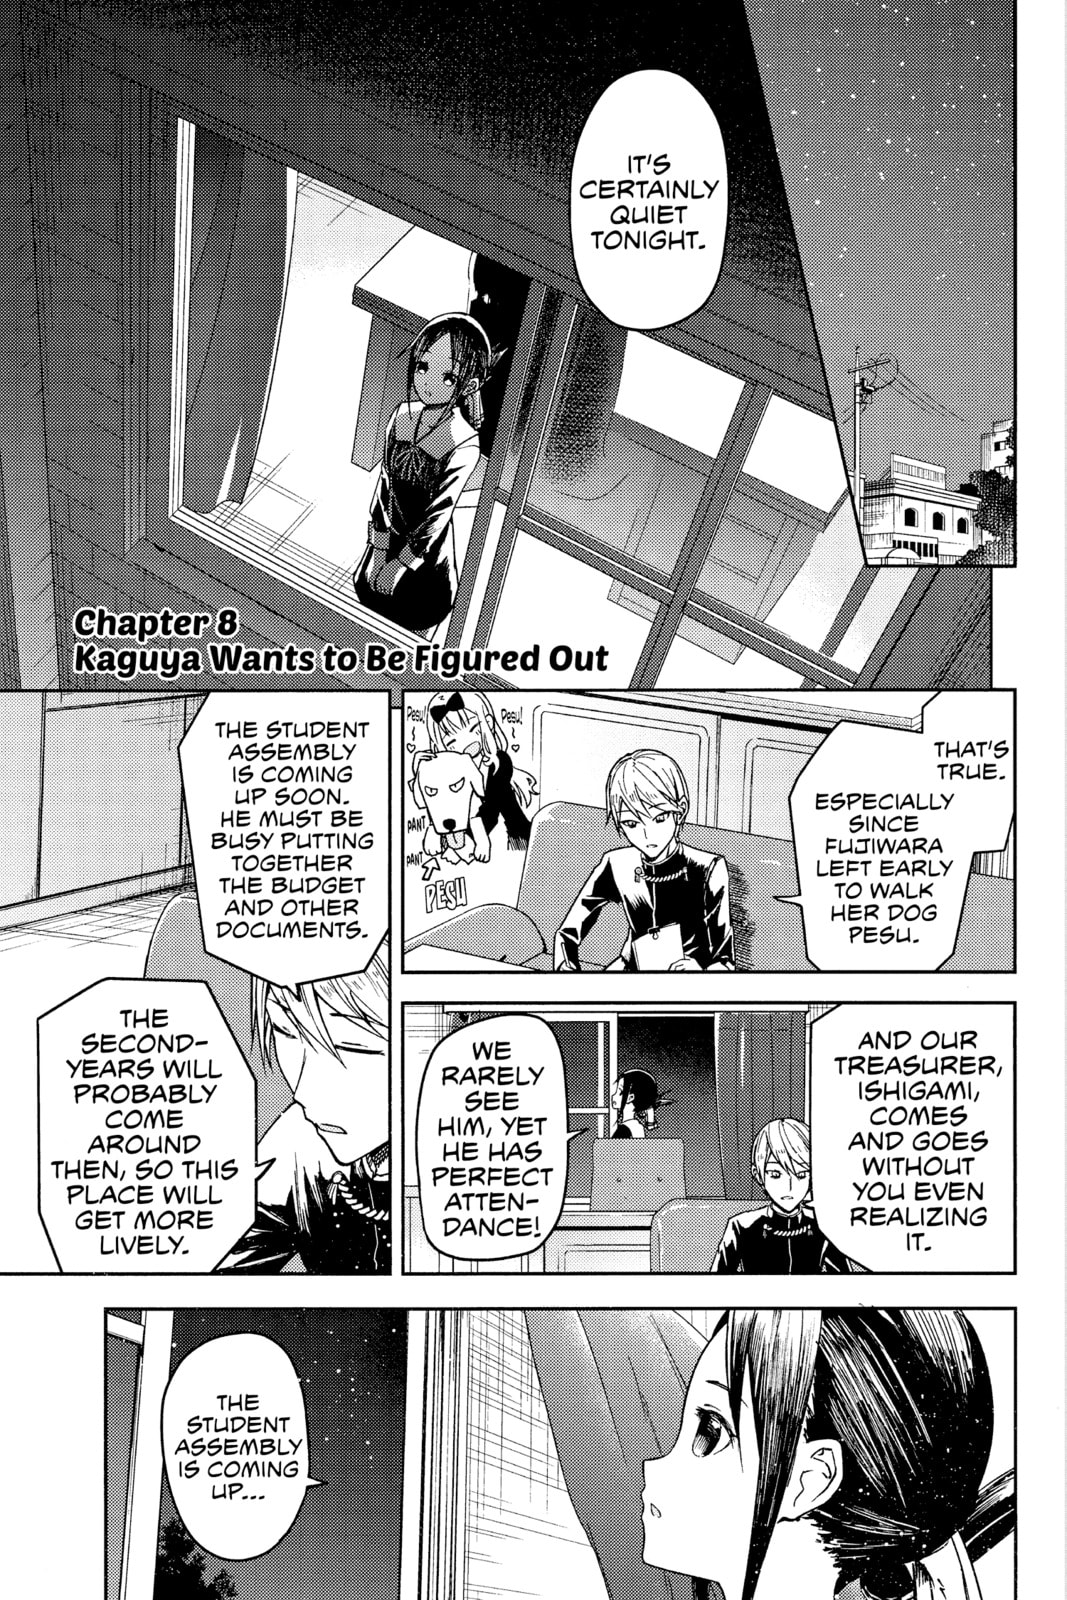 IT'S
CERTAINLY
QUIET
TONIGHT.
Chapter 8
Kaguya Wants to Be Figured Out
THAT'S
TRUE.
ESPECIALLY
SINCE
FUJIWARA
LEFT EARLY
TO WALK
HER DOG
PESU.
Pesu!
Pesu!
PANT
PANT
PESU
THE STUDENT
ASSEMBLY
IS COMING
UP SOON.
HE MUST BE
BUSY PUTTING
TOGETHER
THE BUDGET
AND OTHER
DOCUMENTS.
AND OUR
TREASURER,
ISHIGAMI,
COMES
AND GOES
WITHOUT
YOU EVEN
REALIZING
IT.
WE
RARELY
SEE
HIM, YET
HE HAS
PERFECT
ATTEN-
DANCE!
THE
SECOND-
YEARS WILL
PROBABLY
COME
AROUND
THEN, SO THIS
PLACE WILL
GET MORE
LIVELY.
THE
STUDENT
ASSEMBLY
IS COMING
UP...